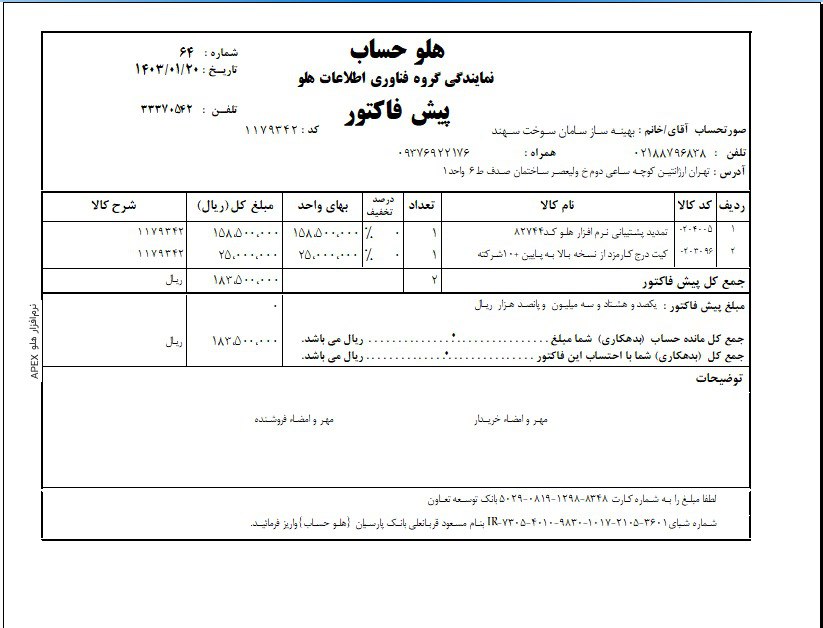 هلو حساب
نمایندگی گروه فناوری اطلاعات هلو
پیش فاکتور
شماره : ۶۴
تاریخ : ۱۴۰۳/۰۱/۲۰
تلفن : ۳۳۳۷۰۵۴۲
صورتحساب آقای/خانم : بهینه ساز سامان سوخت سهند کد : ۱۱۷۹۳۴۲
تلفن : ۰۲۱۸۸۷۹۶۸۳۸ همراه : ۰۹۳۷۶۹۲۲۱۷۶
آدرس : تهران ارژانتین کوچه ساعی دوم خ ولیعصر ساختمان صدف ط ۶ واحد۱
ردیف کد کالا نام کالا تعداد درصد تخفیف بهای واحد مبلغ کل(ریال) شرح کالا
۱ ۰۲۰۴۰۰۵ تمدید پشتیبانی نرم افزار هلو کد۸۲۷۴۴ ۱ ۰ % ۱۵۸,۵۰۰,۰۰۰ ۱۵۸,۵۰۰,۰۰۰ ۱۱۷۹۳۴۲
۲ ۰۲۰۳۰۹۶ کیت درج کارمزد از نسخه بالا به پایین +۱۰شرکته ۱ ۰ % ۲۵,۰۰۰,۰۰۰ ۲۵,۰۰۰,۰۰۰ ۱۱۷۹۳۴۲
جمع کل پیش فاکتور ۲ ۱۸۳,۵۰۰,۰۰۰ ریال
مبلغ پیش فاکتور : یکصد و هشتاد و سه میلیون و پانصد هزار ریال ۰
جمع کل مانده حساب (بدهکاری) شما مبلغ................۰................ ریال می باشد. ۱۸۳,۵۰۰,۰۰۰ ریال
جمع کل (بدهکاری) شما با احتساب این فاکتور................۰................ ریال می باشد.
توضیحات
مهر و امضاء خریدار مهر و امضاء فروشنده
لطفا مبلغ را به شماره کارت ۸۳۴۸-۱۲۹۸-۰۸۱۹-۵۰۲۹ بانک توسعه تعاون
شماره شبای IR-۷۳۰۵-۴۰۱۰-۹۸۳۰-۱۰۱۷-۲۱۰۵-۳۶۰۱ بنام مسعود قربانعلی بانک پارسیان {هلو حساب}واریز فرمائید.
نرم‌افزار هلو APEX